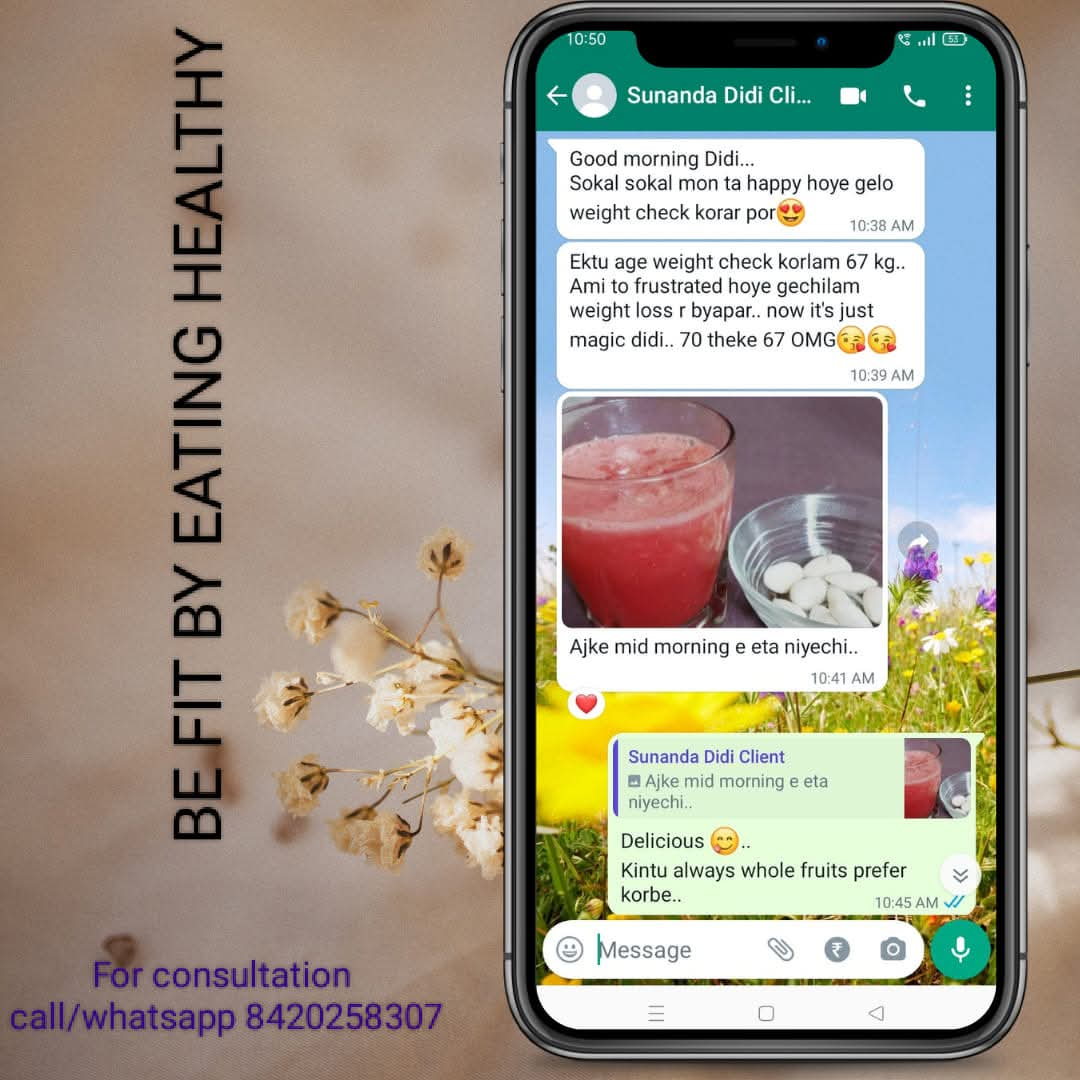 BE FIT BY EATING HEALTHY
For consultation
call/whatsapp 8420258307
10:50
53
Sunanda Didi Cli...
Good morning Didi...
Sokal sokal mon ta happy hoye gelo
weight check korar por😍
10:38 AM
Ektu age weight check korlam 67 kg..
Ami to frustrated hoye gechilam
weight loss r byapar.. now it's just
magic didi.. 70 theke 67 OMG😘😘
10:39 AM
Ajke mid morning e eta niyechi..
10:41 AM
Sunanda Didi Client
Ajke mid morning e eta
niyechi..
Delicious 😋..
Kintu always whole fruits prefer
korbe..
10:45 AM
Message